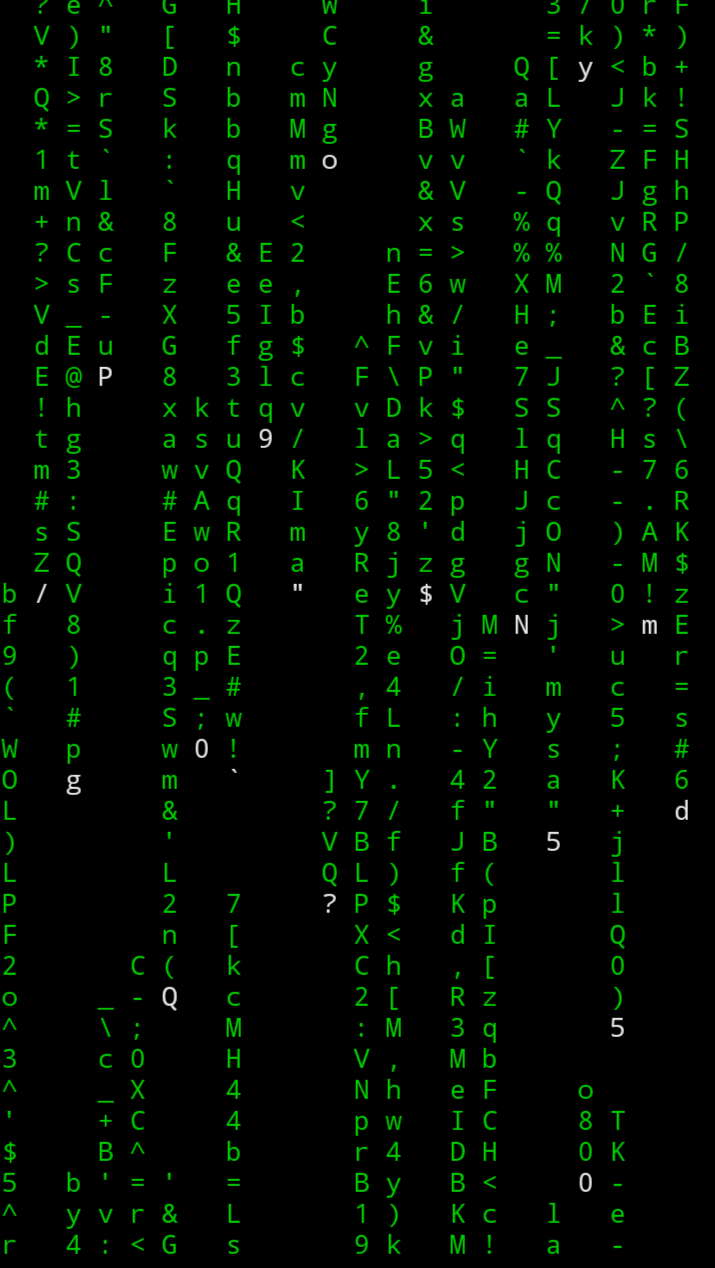 ? e ^ G H W i 3 / 0 r F
V ) " [ $ C & = k ) * )
* I 8 D n c y g Q [ y < b +
Q > r S b m N x a a L J k !
* = S k b M g B W # Y - = S
1 t ` : q m o v v ` k Z F H
m V l ` H v & V - Q J g h
+ n & 8 u < x s % q v R P
? C c F & E 2 n = > % % N G /
> s F z e e , E 6 w X M 2 ` 8
V _ - X 5 I b h & / H ; b E i
d E u G f g $ ^ F v i e _ & c B
E @ P 8 3 l c F \ P " 7 J ? [ Z
! h x k t q v v D k $ S S ^ ? (
t g a s u 9 / l a > q l q H s \
m 3 w v Q K > L 5 < H C - 7 6
# : # A q I 6 " 2 p J c - . R
s S E w R m y 8 ' d j O ) A K
Z Q p o 1 a R j z g g N - M $
b / V i 1 Q " e y $ V c " 0 ! z
f 8 c . z T % j M N j > m E
9 ) q p E 2 e O = ' u r
( 1 3 _ # , 4 / i m c =
` # S ; w f L : h y 5 s
W p w 0 ! m n - Y s ; #
O g m ` ] Y . 4 2 a K 6
L & ? 7 / f " " + d
) ' V B f J B 5 j
L L Q L ) f ( l
P 2 7 ? P $ K p l
F n [ X < d I Q
2 C ( k C h , [ 0
o _ - Q c 2 [ R z )
^ \ ; M : M 3 q 5
3 c 0 H V , M b
^ _ X 4 N h e F o
' + C 4 p w I C 8 T
$ B ^ b r 4 D H 0 K
5 b ' = ' = B y B < 0 -
^ y v r & L 1 ) K c l e
r 4 : < G s 9 k M ! a -